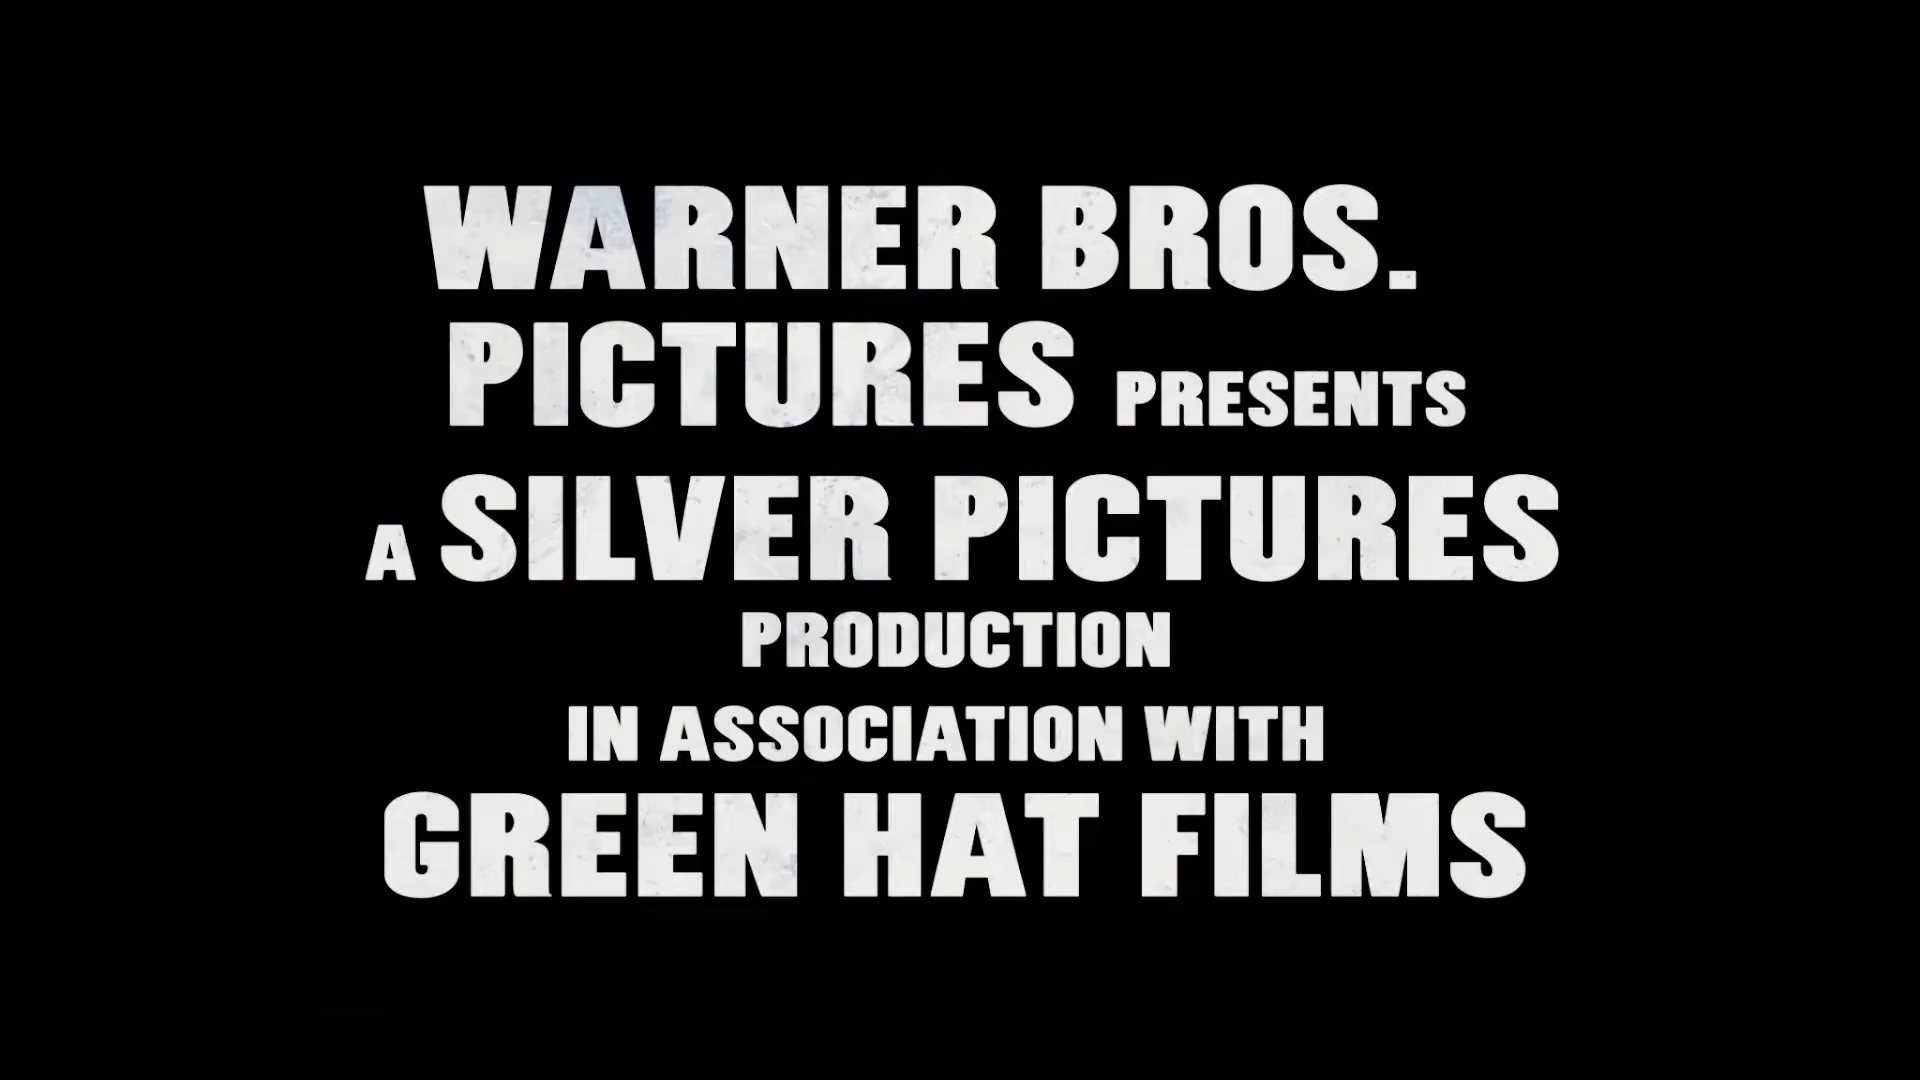 WARNER BROS.
PICTURES PRESENTS
A SILVER PICTURES
PRODUCTION
IN ASSOCIATION WITH
GREEN HAT FILMS